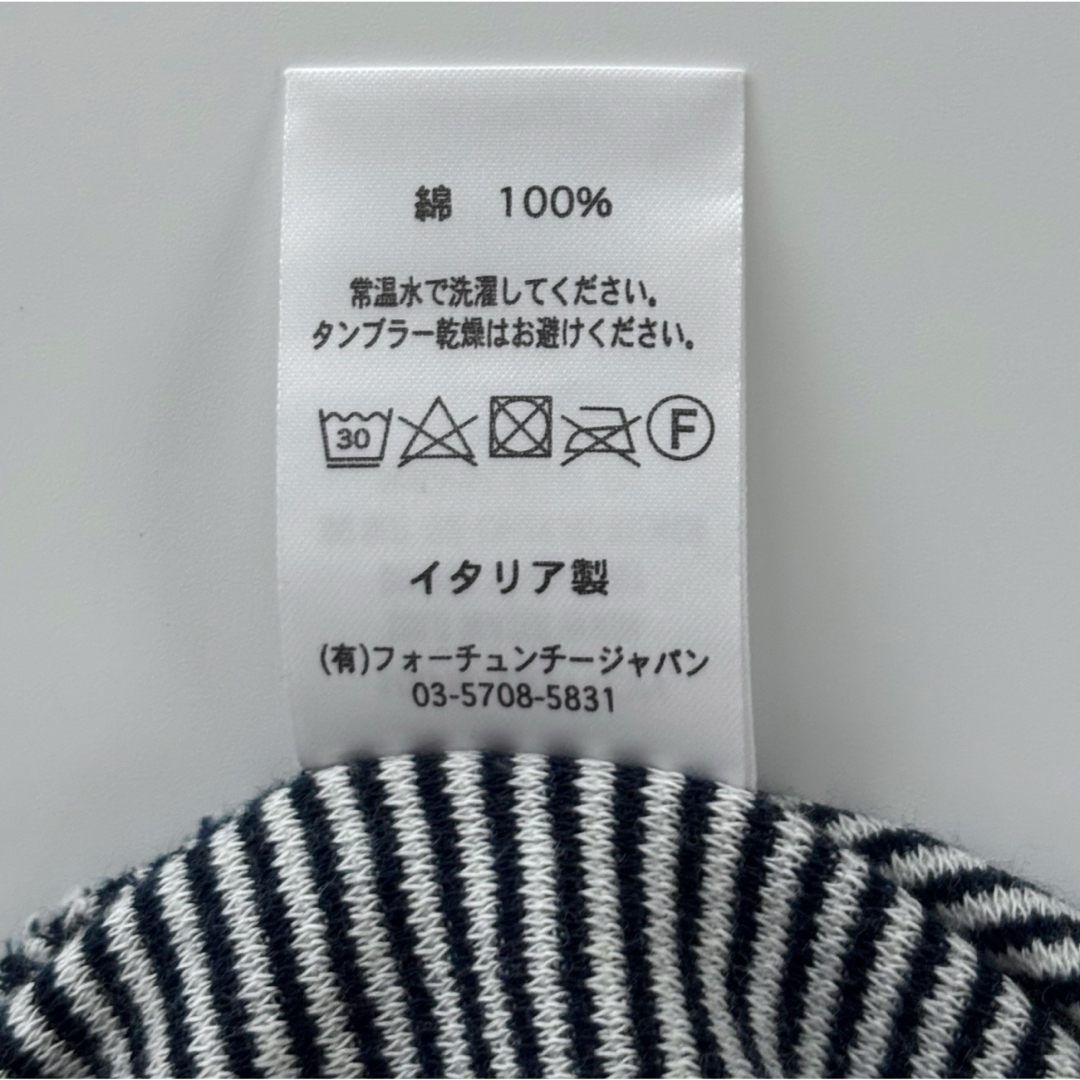 綿 100%
常温水で洗濯してください。
タンブラー乾燥はお避けください。
30 F
イタリア製
(有)フォーチュンチージャパン
03-5708-5831